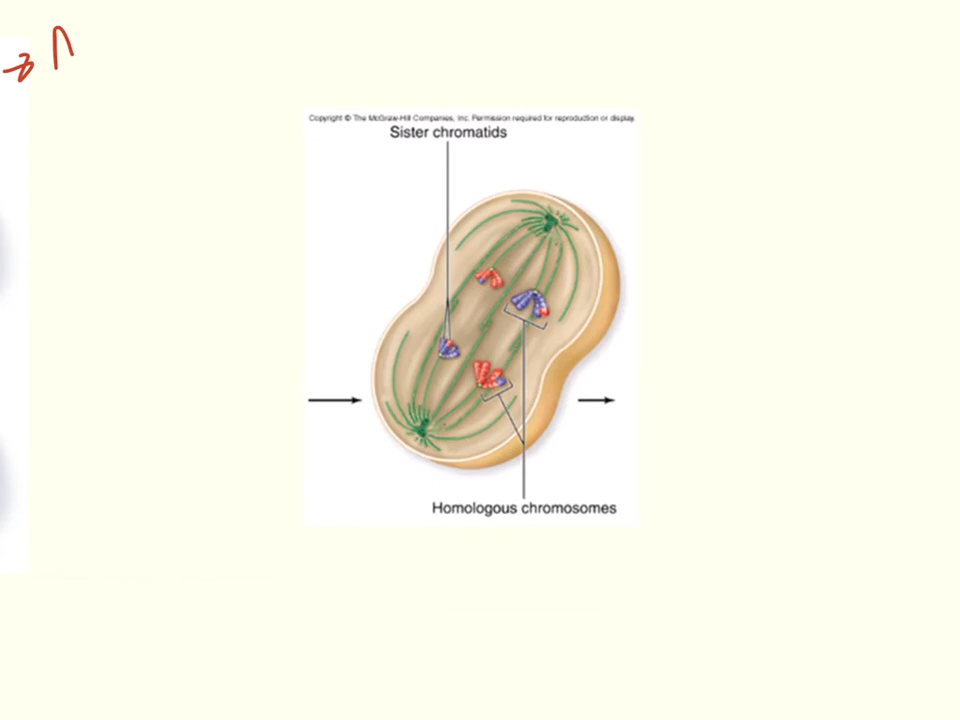 Copyright © The McGraw-Hill Companies, Inc. Permission required for reproduction or display.
Sister chromatids
Homologous chromosomes